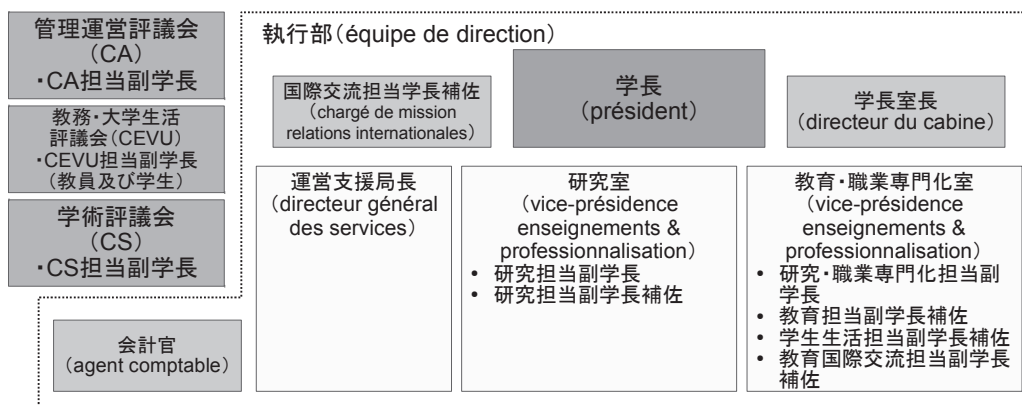 管理運営評議会
（CA）
・CA担当副学長
教務・大学生活
評議会（CEVU）
・CEVU担当副学長
（教員及び学生）
学術評議会
（CS）
・CS担当副学長
執行部（équipe de direction）
国際交流担当学長補佐
（chargé de mission
relations internationales）
学長
（président）
学長室長
（directeur du cabine）
運営支援局長
（directeur général
des services）
研究室
（vice-présidence
enseignements &
professionnalisation）
• 研究担当副学長
• 研究担当副学長補佐
教育・職業専門化室
（vice-présidence
enseignements &
professionnalisation）
• 研究・職業専門化担当副
学長
• 教育担当副学長補佐
• 学生生活担当副学長補佐
• 教育国際交流担当副学長
補佐
会計官
（agent comptable）